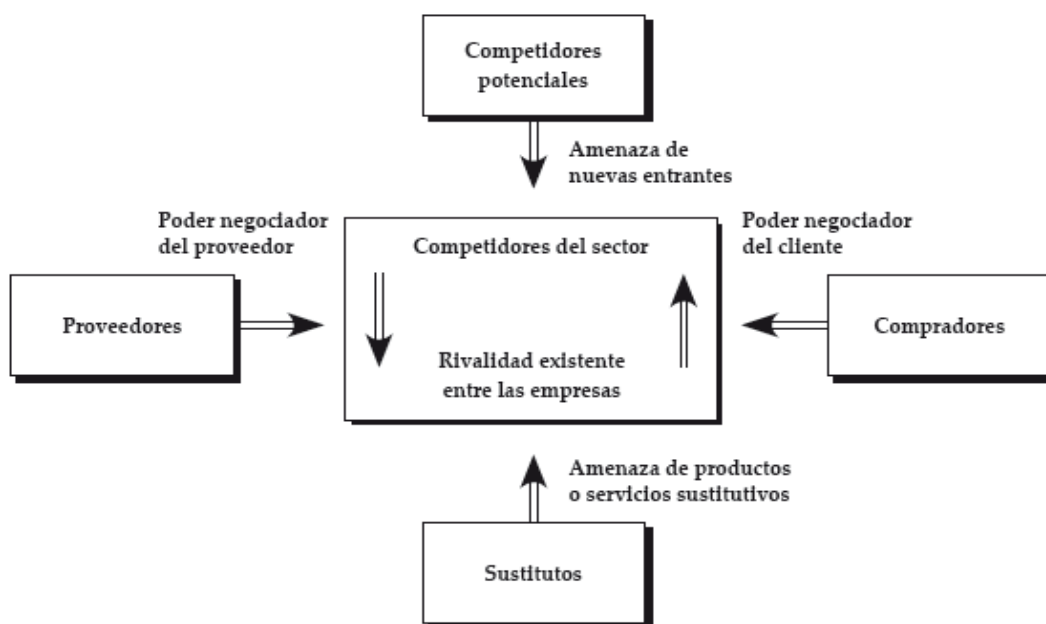 Competidores
potenciales
Amenaza de
nuevas entrantes
Poder negociador
del proveedor
Competidores del sector
Poder negociador
del cliente
Proveedores
Compradores
Rivalidad existente
entre las empresas
Amenaza de productos
o servicios sustitutivos
Sustitutos